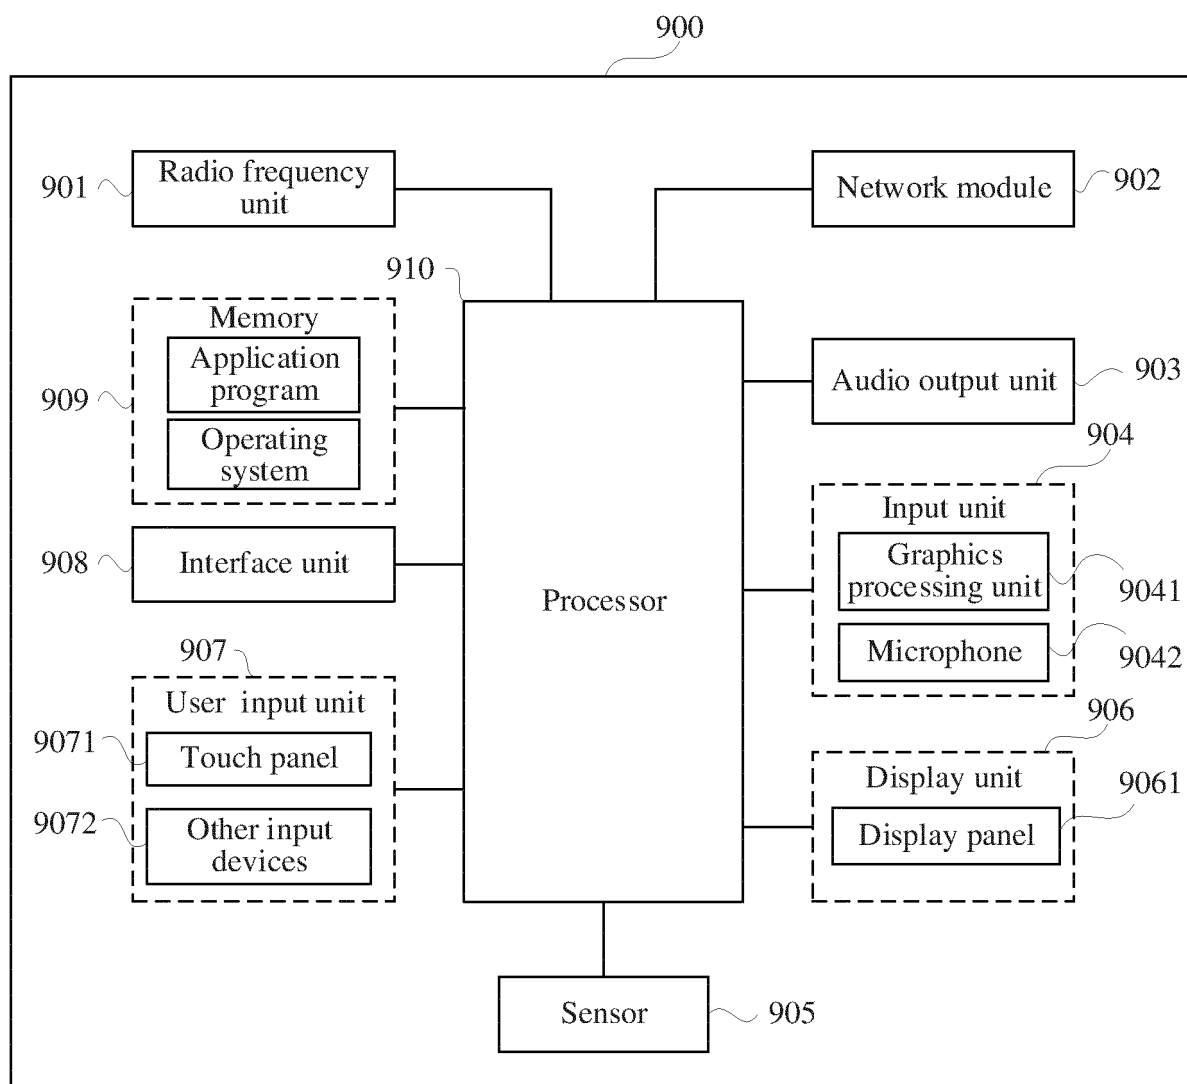 900
901
Radio frequency
unit
Network module
902
910
909
Memory
Application
program
Operating
system
Audio output unit
903
904
Input unit
Graphics
processing unit
9041
Microphone
9042
908
Interface unit
Processor
907
User input unit
9071
Touch panel
9072
Other input
devices
906
Display unit
9061
Display panel
Sensor
905